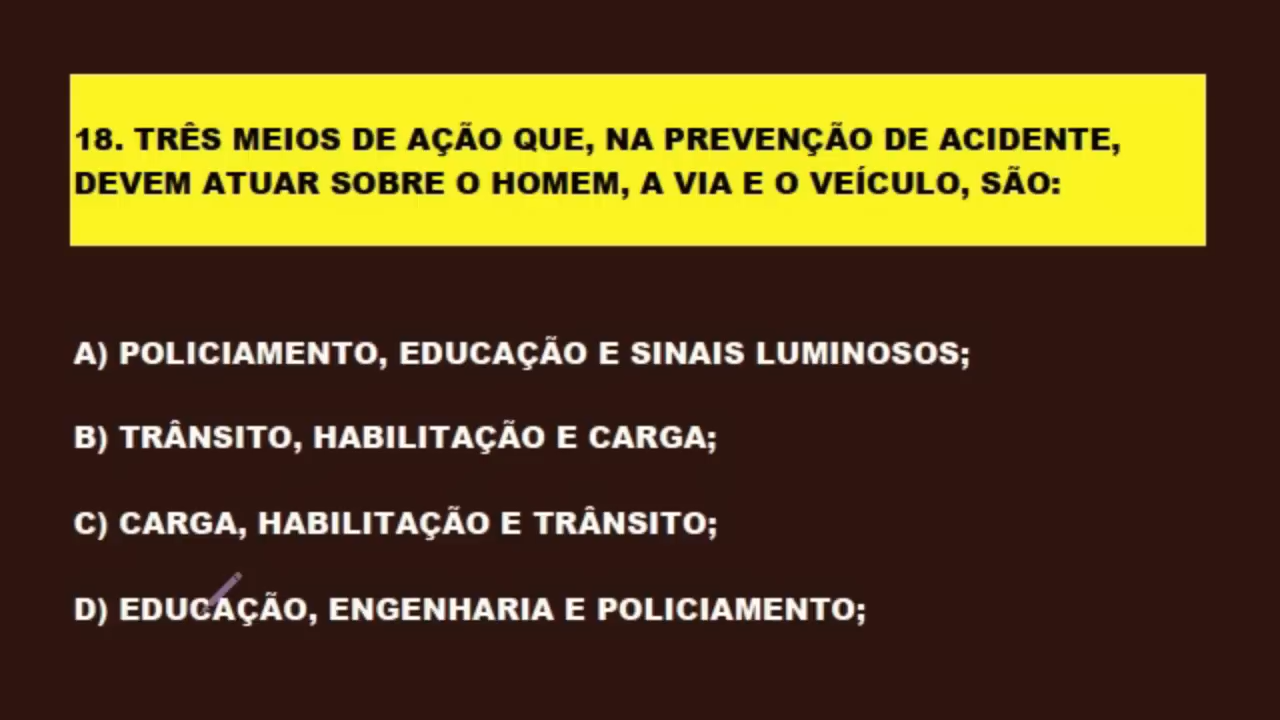 18. TRÊS MEIOS DE AÇÃO QUE, NA PREVENÇÃO DE ACIDENTE,
DEVEM ATUAR SOBRE O HOMEM, A VIA E O VEÍCULO, SÃO:
A) POLICIAMENTO, EDUCAÇÃO E SINAIS LUMINOSOS;
B) TRÂNSITO, HABILITAÇÃO E CARGA;
C) CARGA, HABILITAÇÃO E TRÂNSITO;
D) EDUCAÇÃO, ENGENHARIA E POLICIAMENTO;